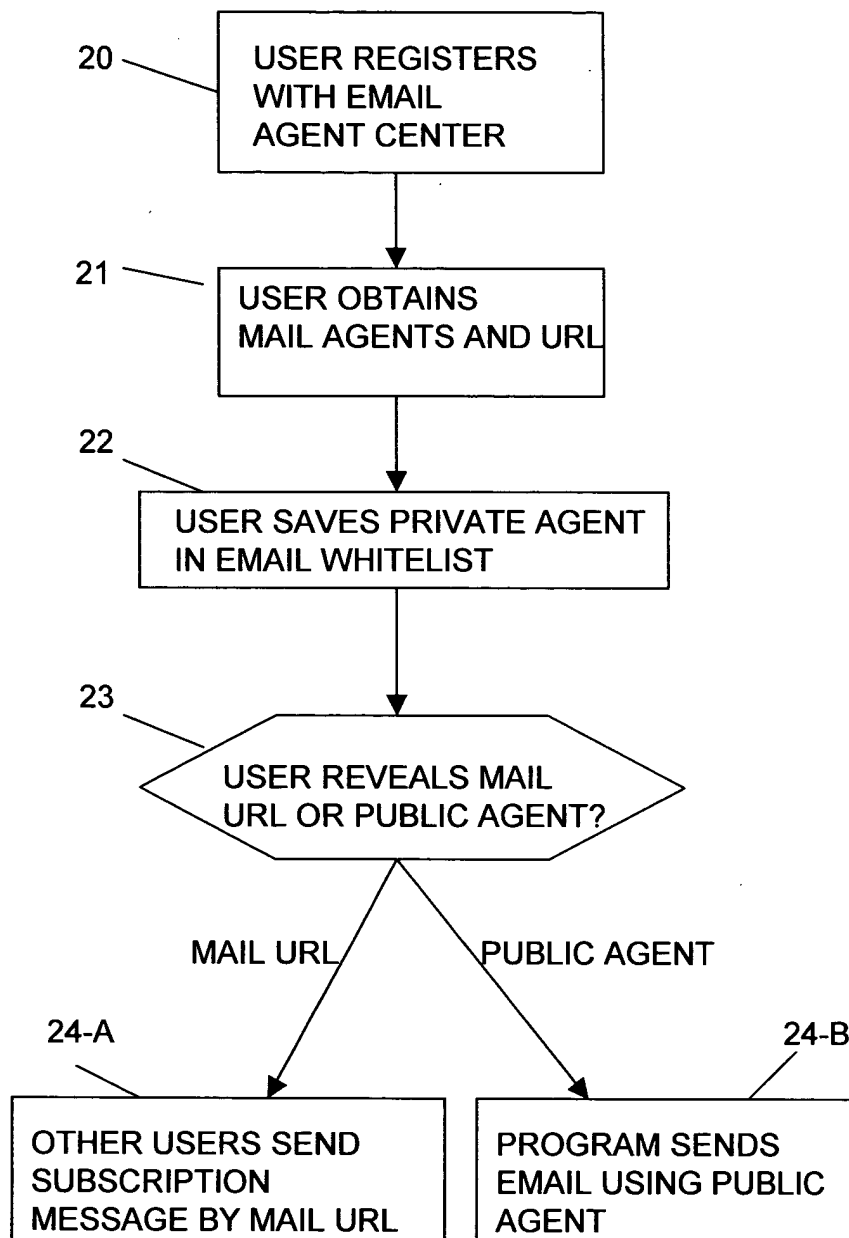 20
USER REGISTERS
WITH EMAIL
AGENT CENTER
21
USER OBTAINS
MAIL AGENTS AND URL
22
USER SAVES PRIVATE AGENT
IN EMAIL WHITELIST
23
USER REVEALS MAIL
URL OR PUBLIC AGENT?
MAIL URL
PUBLIC AGENT
24-A
OTHER USERS SEND
SUBSCRIPTION
MESSAGE BY MAIL URL
24-B
PROGRAM SENDS
EMAIL USING PUBLIC
AGENT